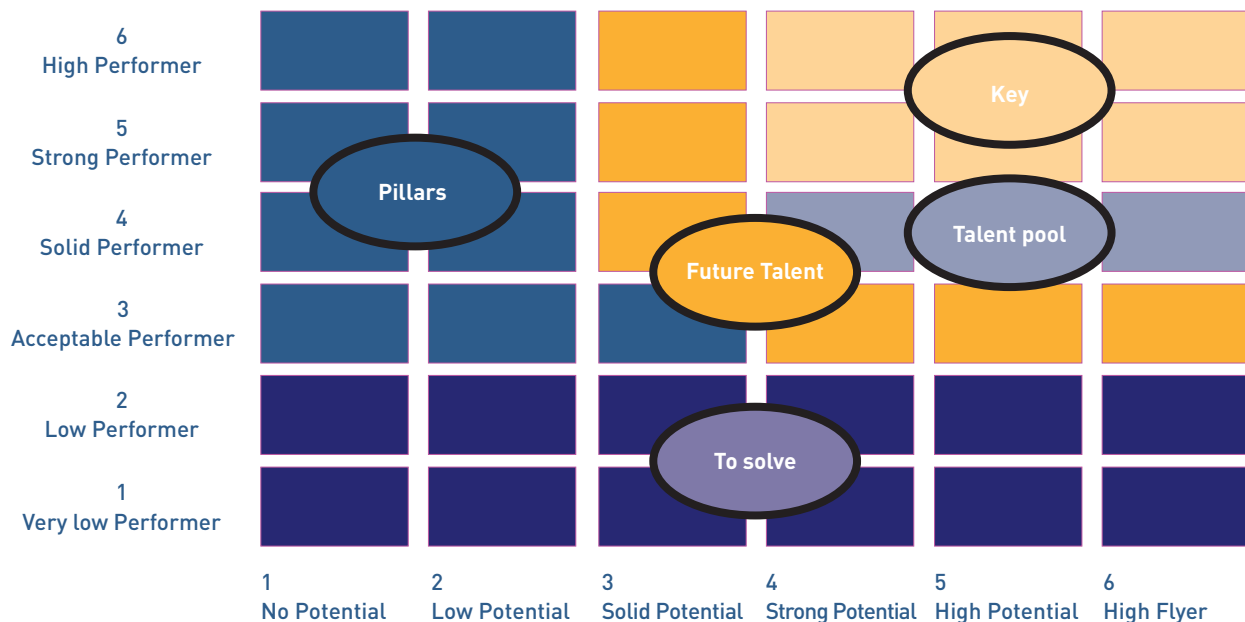 6
High Performer
Key
5
Strong Performer
Pillars
4
Solid Performer
Talent pool
Future Talent
3
Acceptable Performer
2
Low Performer
To solve
1
Very low Performer
1
No Potential
2
Low Potential
3
Solid Potential
4
Strong Potential
5
High Potential
6
High Flyer